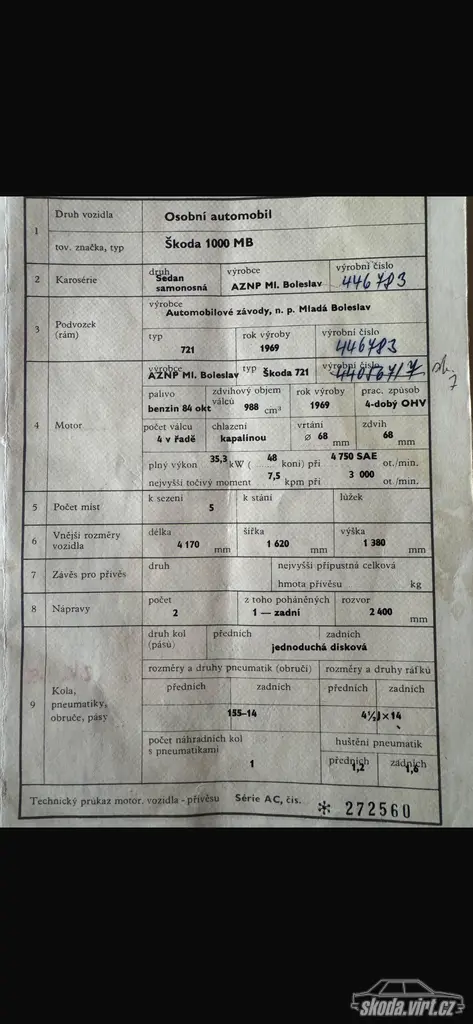 1 Druh vozidla Osobní automobil
tov. značka, typ Škoda 1000 MB
2 Karosérie druh Sedan samonosná výrobce AZNP Ml. Boleslav výrobní číslo 446783
3 Podvozek (rám) výrobce Automobilové závody, n. p. Mladá Boleslav
typ 721 rok výroby 1969 výrobní číslo 446783
4 Motor výrobce AZNP Ml. Boleslav typ Škoda 721 výrobní číslo
palivo benzin 84 okt zdvihový objem válců 988 cm³ rok výroby 1969 prac. způsob 4-dobý OHV
počet válcu 4 v řadě chlazení kapalinou vrtání ø 68 mm zdvih 68 mm
plný výkon 35,3 kW ( 48 koní) při 4 750 SAE ot./min.
nejvyšší točivý moment 7,5 kpm při 3 000 ot./min.
5 Počet míst k sezení 5 k stání lůžek
6 Vnější rozměry vozidla délka 4 170 mm šířka 1 620 mm výška 1 380 mm
7 Závěs pro přívěs druh nejvyšší přípustná celková
hmota přívěsu kg
8 Nápravy počet 2 z toho poháněných 1 — zadní rozvor 2 400 mm
9 Kola, pneumatiky, obruče, pásy druh kol (pásu) předních zadních
jednoduchá disková
rozměry a druhy pneumatik (obručí) rozměry a druhy ráfků
předních zadních předních zadních
155–14 4½J×14
počet náhradních kol s pneumatikami 1 huštění pneumatik
předních 1,2 zadních 1,6
Technický průkaz motor. vozidla - přívěsu Série AC, čís. * 272560
skoda.virt.cz